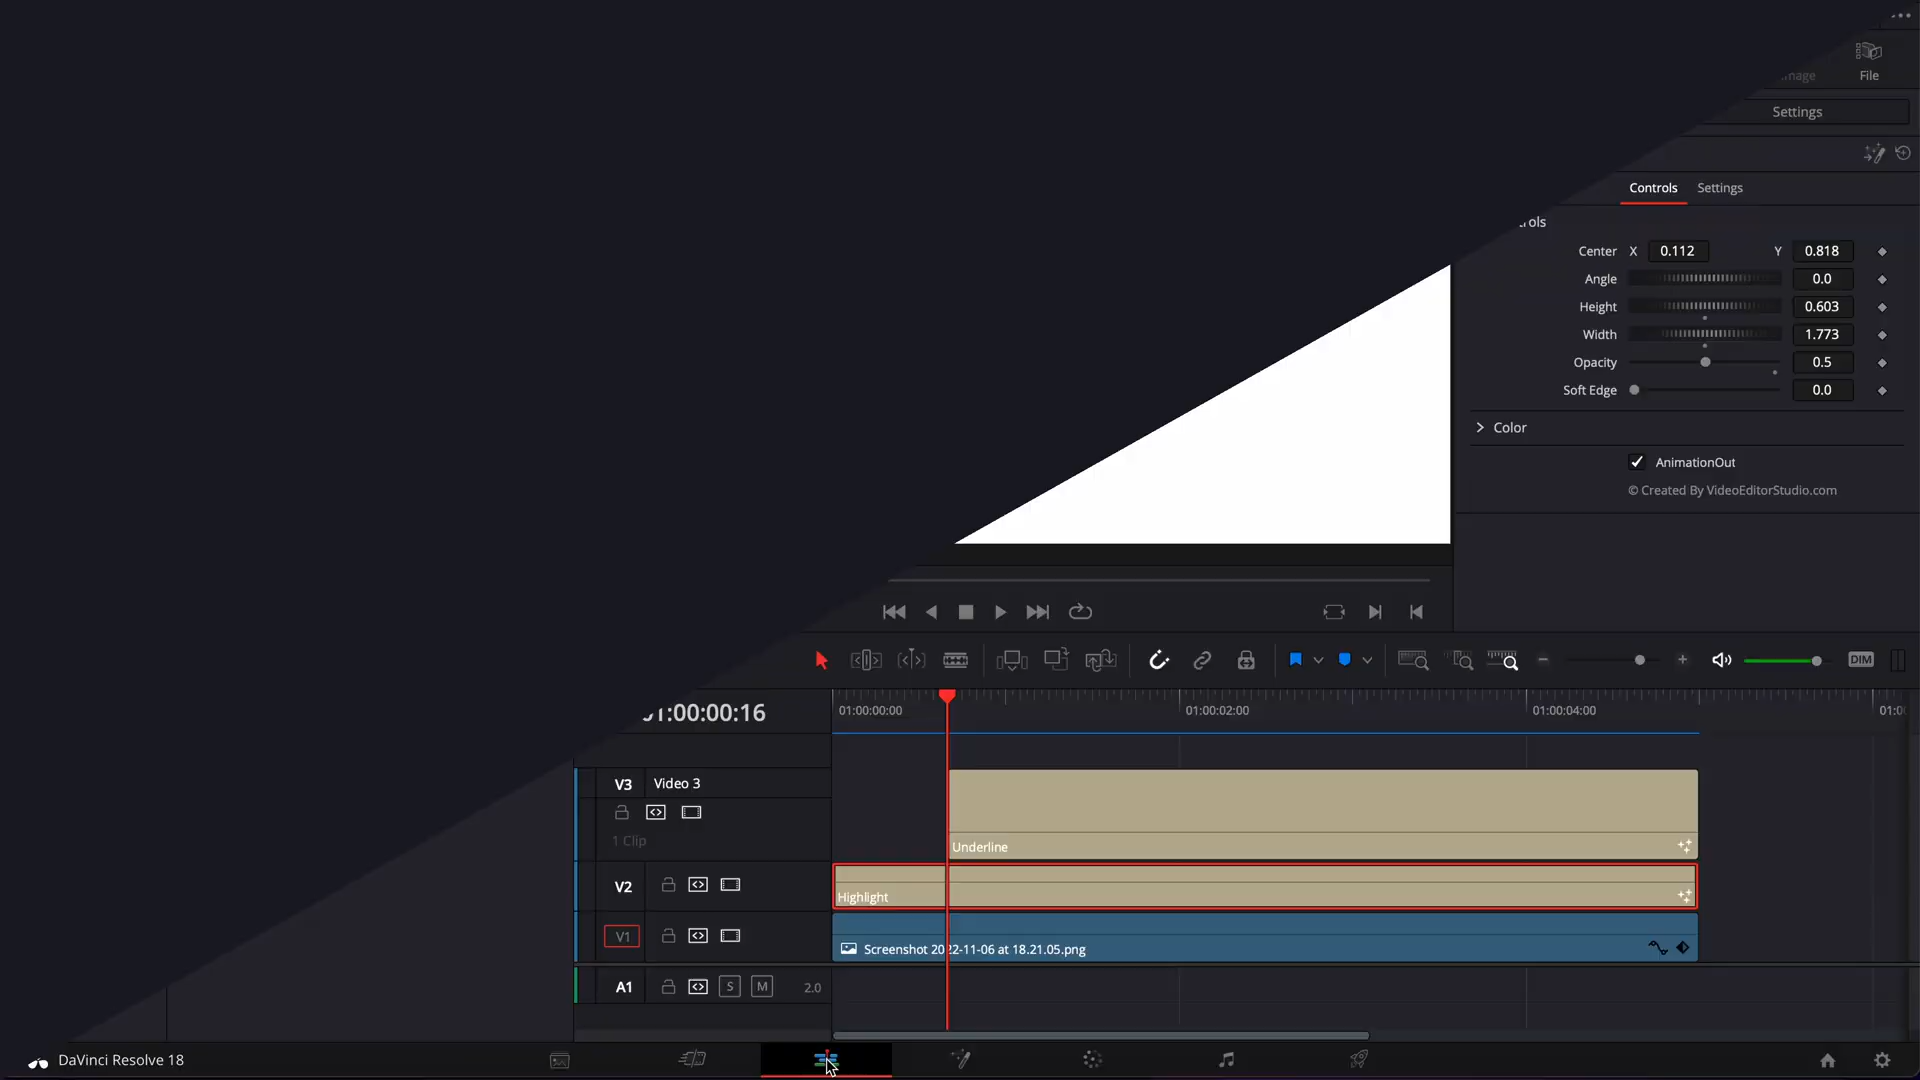 File
Settings
Controls Settings
Center X 0.112 Y 0.818
Angle 0.0
Height 0.603
Width 1.773
Opacity 0.5
Soft Edge 0.0
Color
AnimationOut
© Created By VideoEditorStudio.com
DIM
01:00:00:16
01:00:00:00 01:00:02:00 01:00:04:00
V3 Video 3
1 Clip
Underline
V2
Highlight
V1
Screenshot 2022-11-06 at 18.21.05.png
A1 S M 2.0
DaVinci Resolve 18